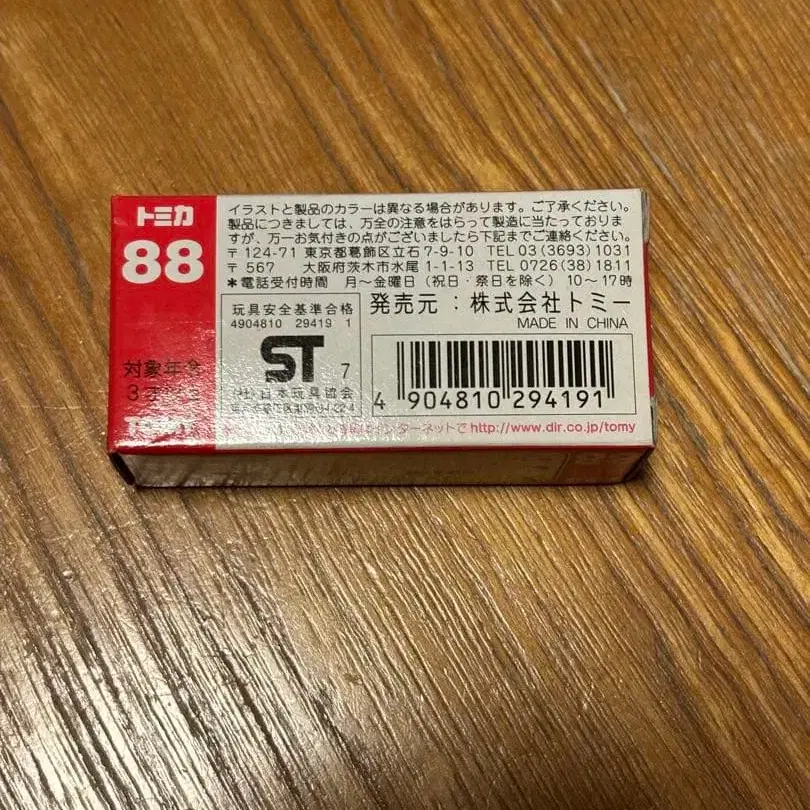 トミカ
88
対象年令
イラストと製品のカラーは異なる場合があります。ご了承ください。
製品につきましては、万全の注意をはらって製造に当たっておりま
すが、万一お気付きの点がございましたら下記までご連絡ください。
〒124-71 東京都葛飾区立石7-9-10 TEL 03(3693)1031
〒567 大阪府茨木市水尾 1-1-13 TEL 0726(38)1811
*電話受付時間 月〜金曜日(祝日・祭日を除く) 10〜17時
玩具安全基準合格
4904810 29419 1
ST 7
(社)日本玩具協会
発売元：株式会社トミー
MADE IN CHINA
4 904810 294191
インターネットで http://www.dir.co.jp/tomy